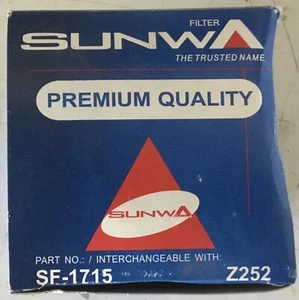 FILTER
SUNWA
THE TRUSTED NAME
PREMIUM QUALITY
SUNWA
PART NO.: / INTERCHANGEABLE WITH:
SF-1715 Z252